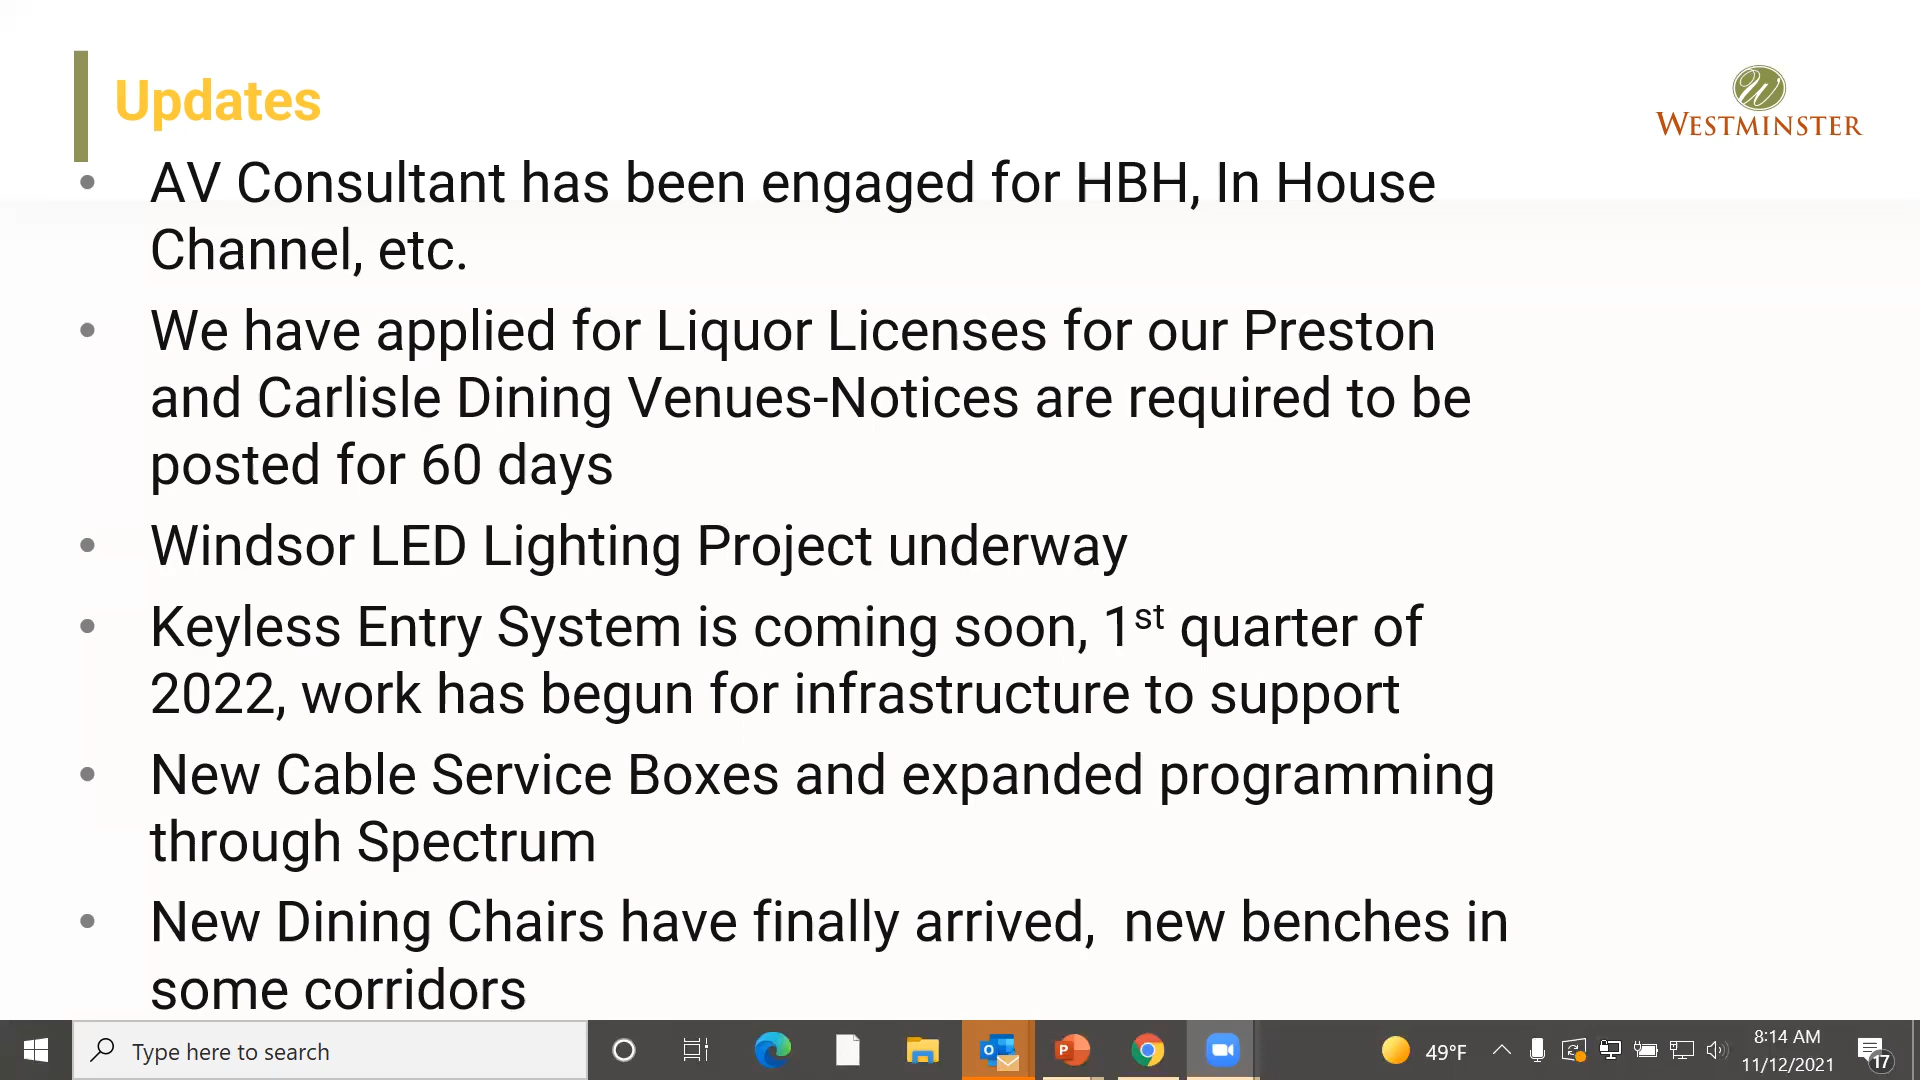 Updates
W
WESTMINSTER
• AV Consultant has been engaged for HBH, In House
Channel, etc.
• We have applied for Liquor Licenses for our Preston
and Carlisle Dining Venues-Notices are required to be
posted for 60 days
• Windsor LED Lighting Project underway
• Keyless Entry System is coming soon, 1st quarter of
2022, work has begun for infrastructure to support
• New Cable Service Boxes and expanded programming
through Spectrum
• New Dining Chairs have finally arrived,  new benches in
some corridors
Type here to search
49°F
8:14 AM
11/12/2021
17